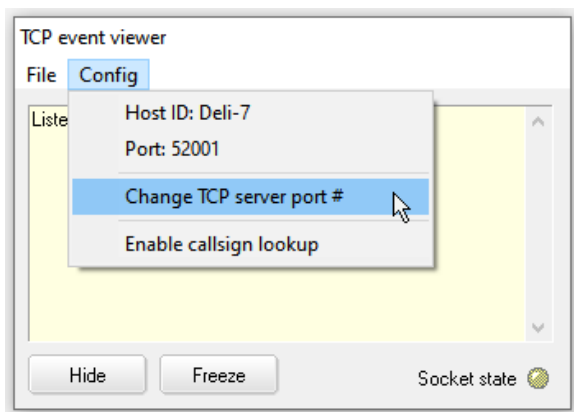 TCP event viewer
File Config
Liste
Host ID: Deli-7
Port: 52001
Change TCP server port #
Enable callsign lookup
Hide Freeze Socket state